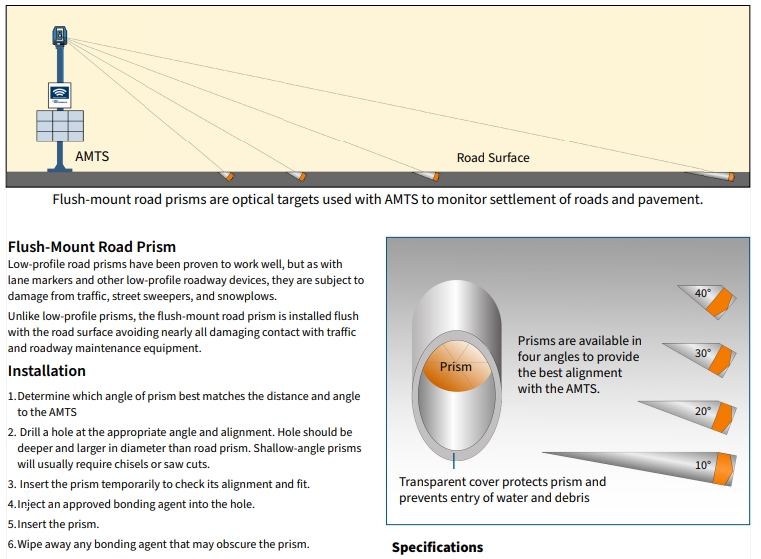 AMTS
Road Surface
Flush-mount road prisms are optical targets used with AMTS to monitor settlement of roads and pavement.
Flush-Mount Road Prism
Low-profile road prisms have been proven to work well, but as with
lane markers and other low-profile roadway devices, they are subject to
damage from traffic, street sweepers, and snowplows.
Unlike low-profile prisms, the flush-mount road prism is installed flush
with the road surface avoiding nearly all damaging contact with traffic
and roadway maintenance equipment.
Installation
1.Determine which angle of prism best matches the distance and angle
to the AMTS
2. Drill a hole at the appropriate angle and alignment. Hole should be
deeper and larger in diameter than road prism. Shallow-angle prisms
will usually require chisels or saw cuts.
3. Insert the prism temporarily to check its alignment and fit.
4.Inject an approved bonding agent into the hole.
5.Insert the prism.
6.Wipe away any bonding agent that may obscure the prism.
Prism
Prisms are available in
four angles to provide
the best alignment
with the AMTS.
40°
30°
20°
10°
Transparent cover protects prism and
prevents entry of water and debris
Specifications